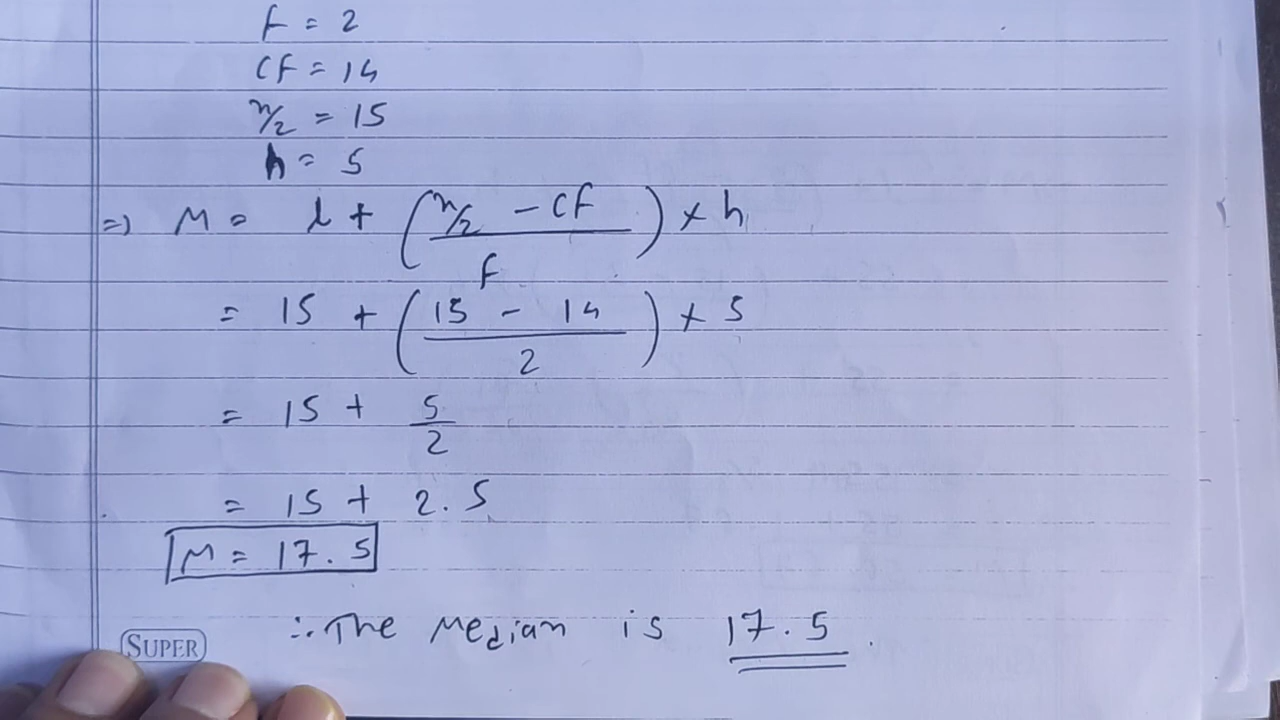 f = 2
CF = 14
n/2 = 15
h = 5
=) M = l + (n/2 - CF / f) × h
= 15 + (15 - 14 / 2) × 5
= 15 + 5/2
= 15 + 2.5
M = 17.5
∴ The Median is 17.5.
SUPER